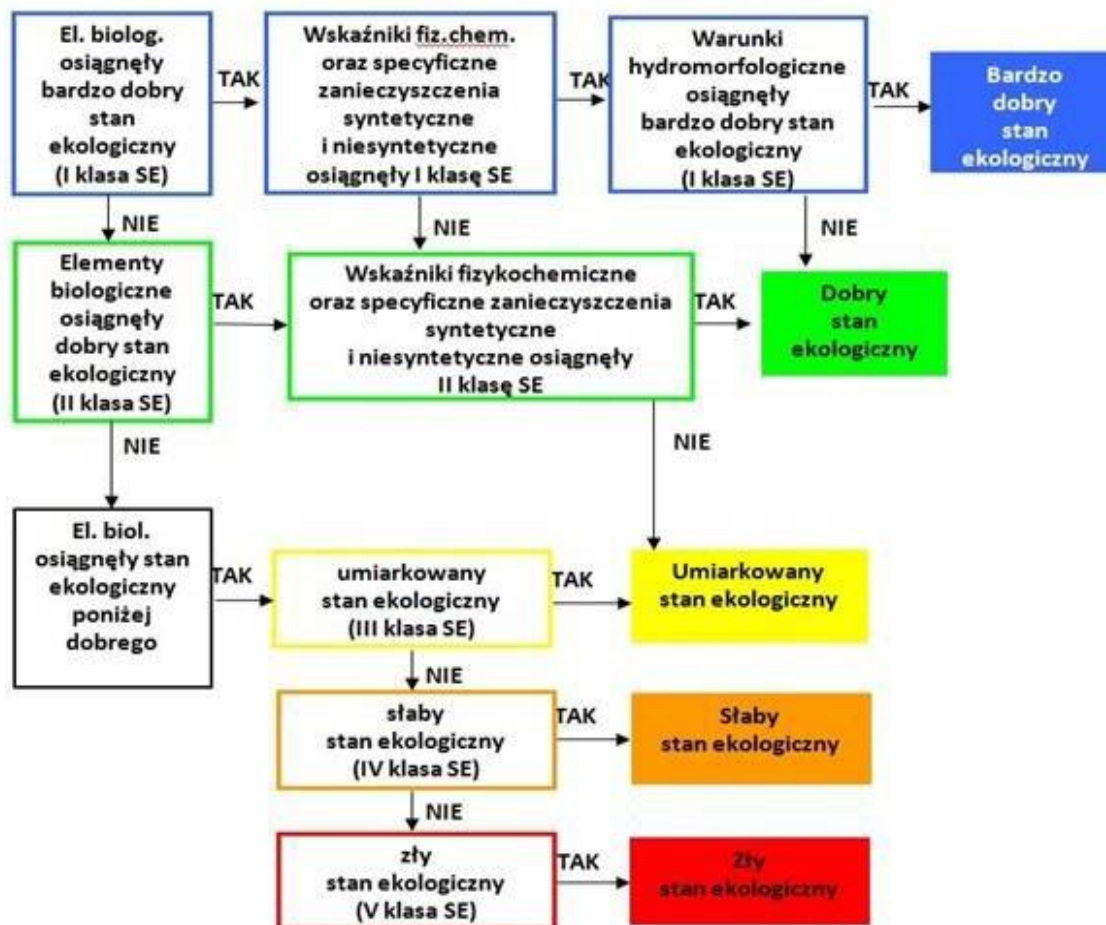 El. biolog.
osiągnęły
bardzo dobry
stan
ekologiczny
(I klasa SE)
TAK
Wskaźniki fiz.chem.
oraz specyficzne
zanieczyszczenia
syntetyczne
i niesyntetyczne
osiągnęły I klasę SE
TAK
Warunki
hydromorfologiczne
osiągnęły
bardzo dobry stan
ekologiczny
(I klasa SE)
TAK
Bardzo
dobry
stan
ekologiczny
NIE
NIE
NIE
Elementy
biologiczne
osiągnęły
dobry stan
ekologiczny
(II klasa SE)
TAK
Wskaźniki fizykochemiczne
oraz specyficzne zanieczyszczenia
syntetyczne
i niesyntetyczne osiągnęły
II klasę SE
TAK
Dobry
stan
ekologiczny
NIE
NIE
El. biol.
osiągnęły stan
ekologiczny
poniżej
dobrego
TAK
umiarkowany
stan ekologiczny
(III klasa SE)
TAK
Umiarkowany
stan ekologiczny
NIE
słaby
stan ekologiczny
(IV klasa SE)
TAK
Słaby
stan ekologiczny
NIE
zły
stan ekologiczny
(V klasa SE)
TAK
Zły
stan ekologiczny